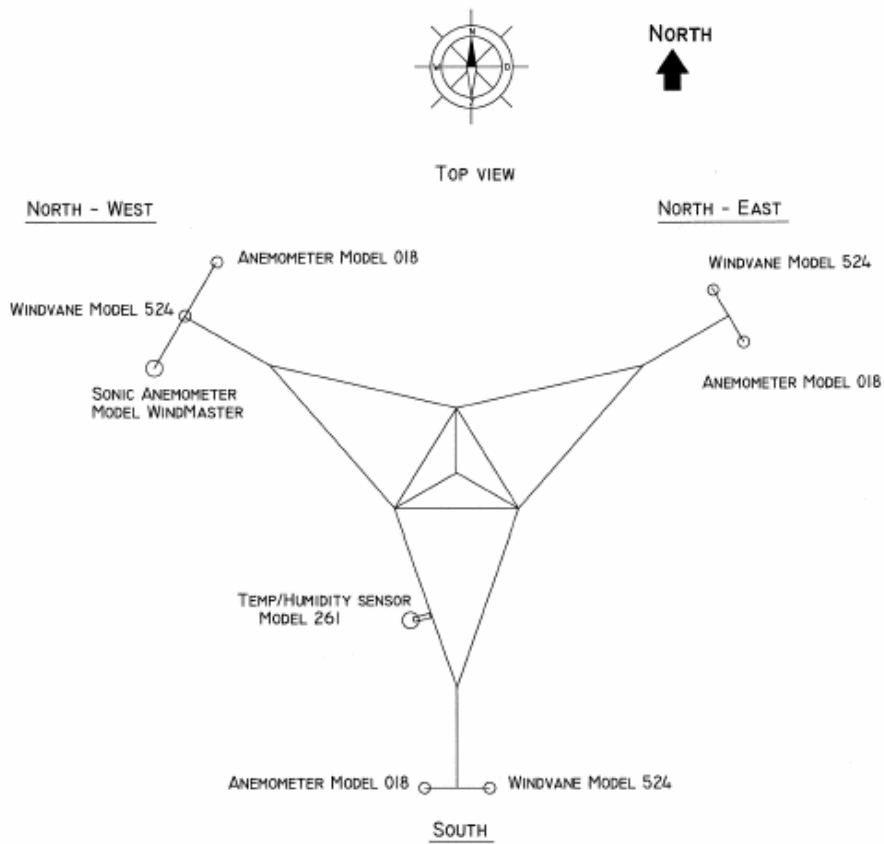 N
W
O
Z
NORTH
TOP VIEW
NORTH - WEST
NORTH - EAST
ANEMOMETER MODEL 018
WINDVANE MODEL 524
WINDVANE MODEL 524
SONIC ANEMOMETER
MODEL WINDMASTER
ANEMOMETER MODEL 018
TEMP/HUMIDITY SENSOR
MODEL 261
ANEMOMETER MODEL 018
WINDVANE MODEL 524
SOUTH